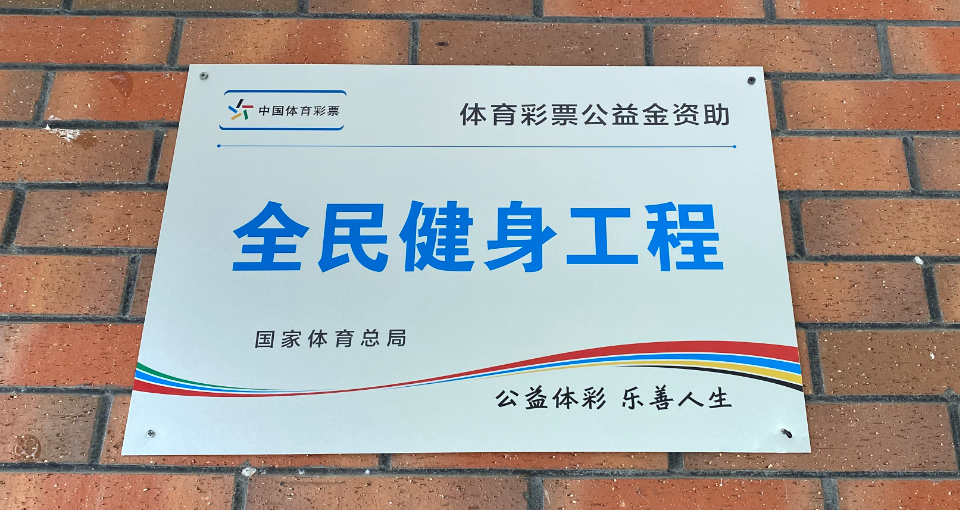 中国体育彩票
体育彩票公益金资助
全民健身工程
国家体育总局
公益体彩 乐善人生